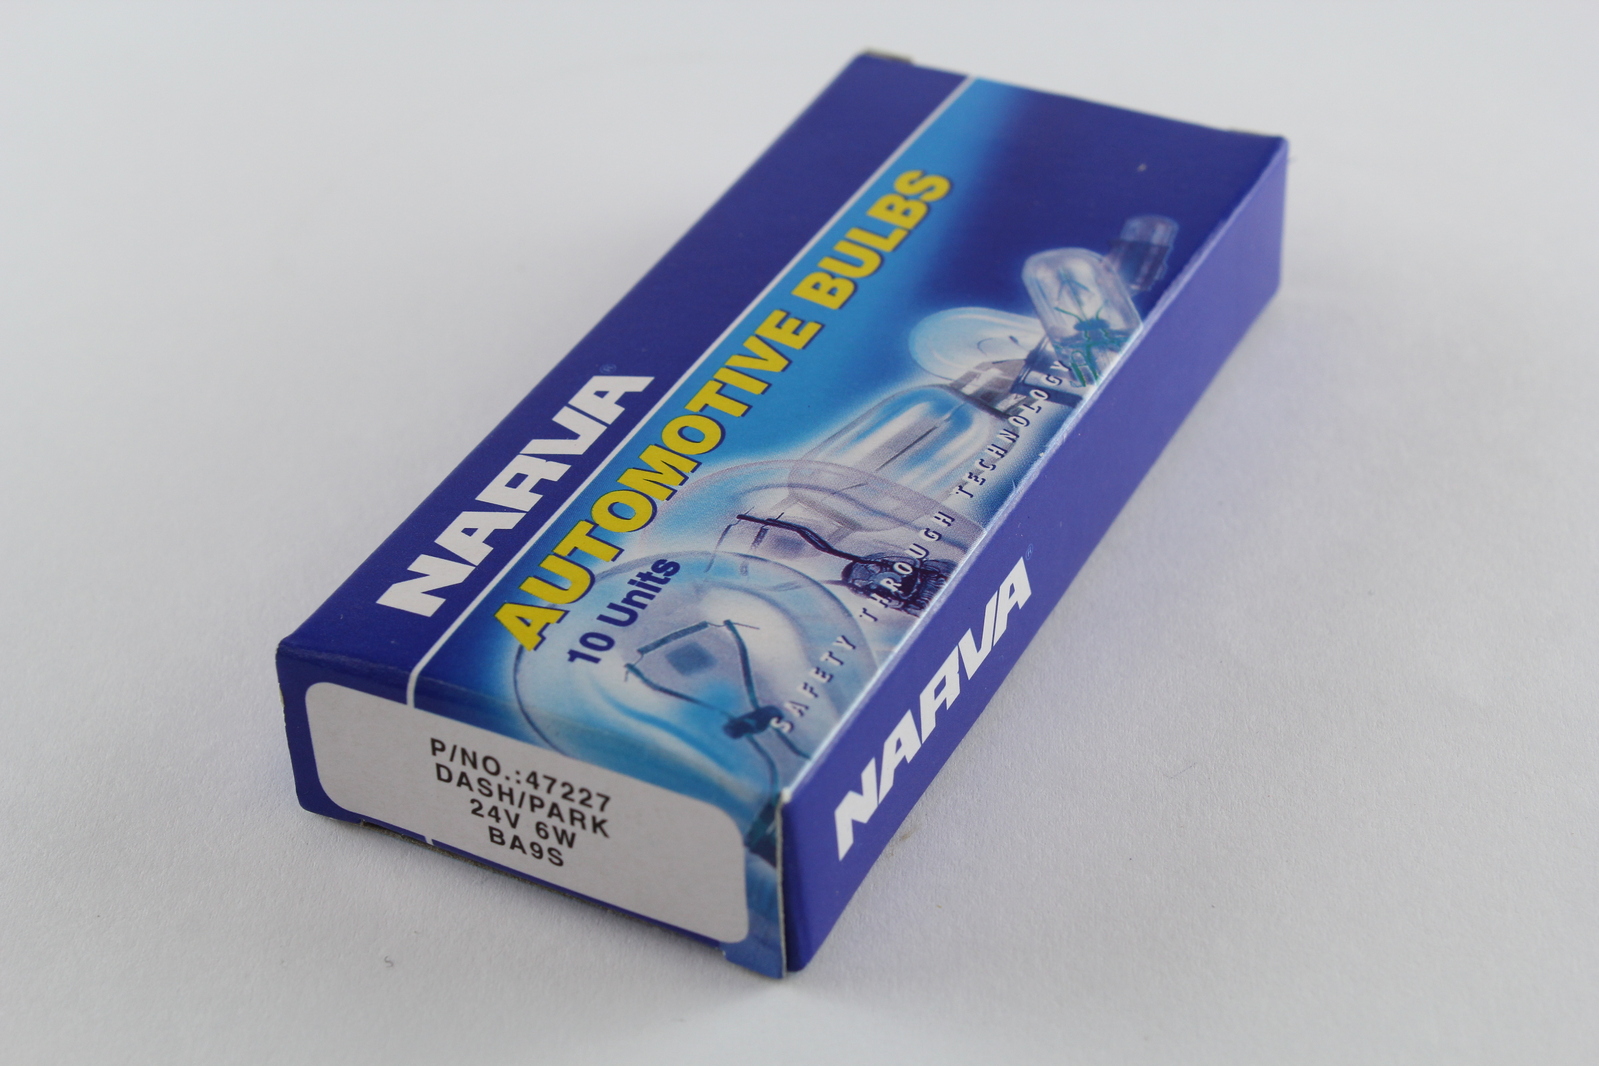 NARVA®
AUTOMOTIVE BULBS
10 Units
SAFETY THROUGH TECHNOLOGY
P/NO.:47227
DASH/PARK
24V 6W
BA9S
NARVA®